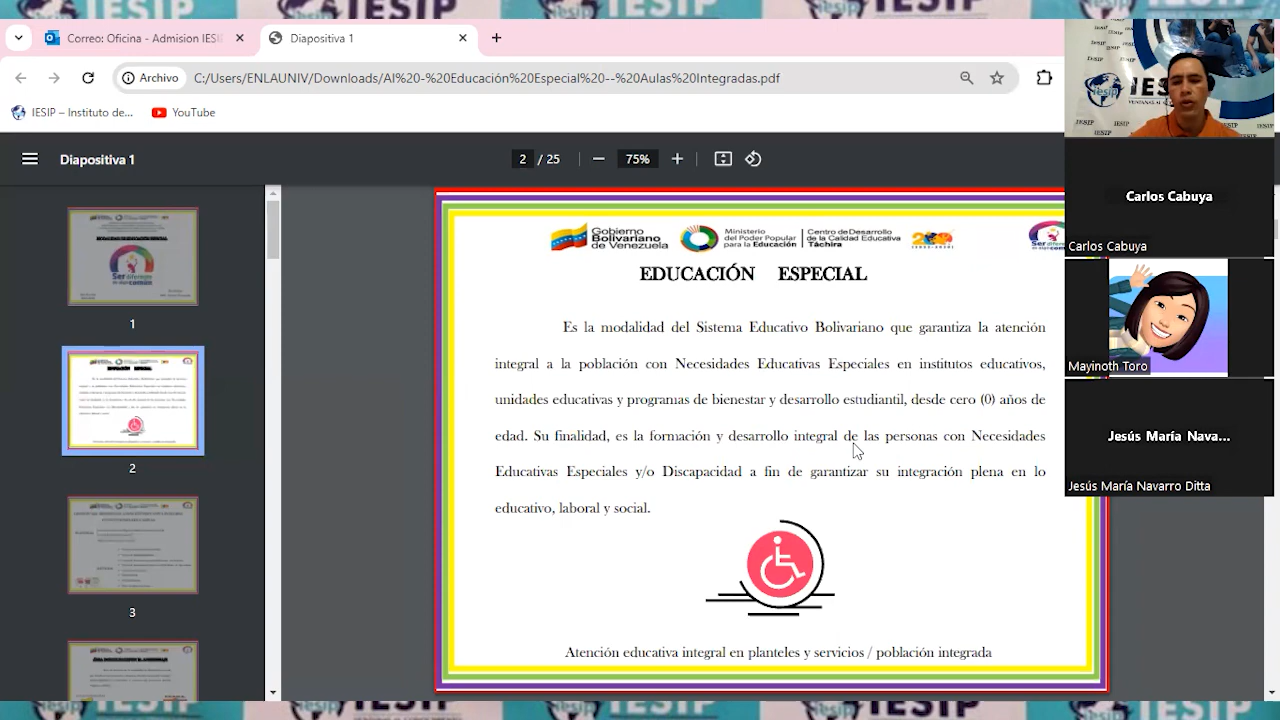 Correo: Oficina - Admision IESI
Diapositiva 1
Archivo
C:/Users/ENLAUNIV/Downloads/AI%20-%20Educacion%20Especial%20--%20Aulas%20Integradas.pdf
IESIP – Instituto de...
YouTube
Diapositiva 1
2 / 25
75%
1
2
3
Gobierno
Bolivariano
de Venezuela
Ministerio
del Poder Popular
para la Educación
Centro de Desarrollo
de la Calidad Educativa
Táchira
200
EDUCACIÓN ESPECIAL
Es la modalidad del Sistema Educativo Bolivariano que garantiza la atención
integral a la población con Necesidades Educativas Especiales en institutos educativos,
unidades educativas y programas de bienestar y desarrollo estudiantil, desde cero (0) años de
edad. Su finalidad, es la formación y desarrollo integral de las personas con Necesidades
Educativas Especiales y/o Discapacidad a fin de garantizar su integración plena en lo
educativo, laboral y social.
Atención educativa integral en planteles y servicios / población integrada
IESIP
Carlos Cabuya
Carlos Cabuya
Mayinoth Toro
Jesús María Nava...
Jesús María Navarro Ditta